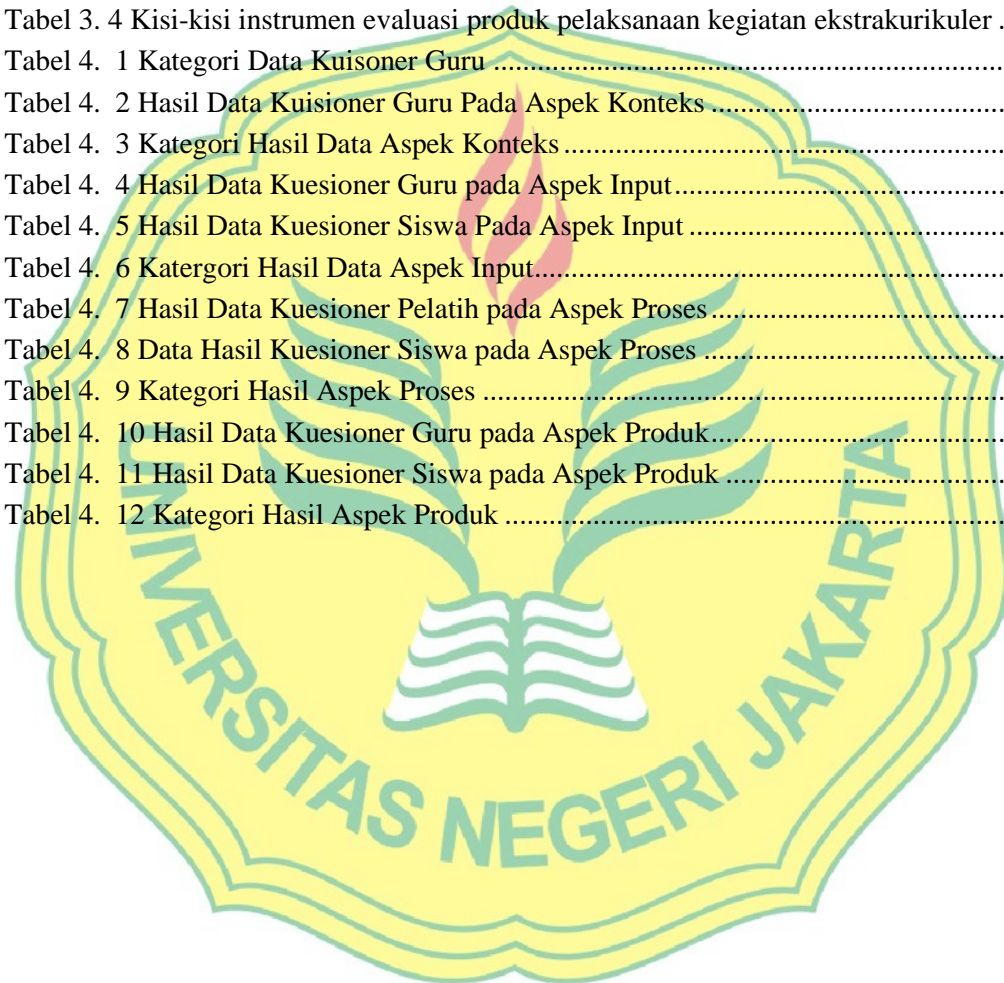 Tabel 3. 4 Kisi-kisi instrumen evaluasi produk pelaksanaan kegiatan ekstrakurikuler .
Tabel 4.  1 Kategori Data Kuisoner Guru ...............................................................................
Tabel 4.  2 Hasil Data Kuisioner Guru Pada Aspek Konteks .............................................
Tabel 4.  3 Kategori Hasil Data Aspek Konteks ....................................................................
Tabel 4.  4 Hasil Data Kuesioner Guru pada Aspek Input ...................................................
Tabel 4.  5 Hasil Data Kuesioner Siswa Pada Aspek Input ................................................
Tabel 4.  6 Katergori Hasil Data Aspek Input........................................................................
Tabel 4.  7 Hasil Data Kuesioner Pelatih pada Aspek Proses .............................................
Tabel 4.  8 Data Hasil Kuesioner Siswa pada Aspek Proses ...............................................
Tabel 4.  9 Kategori Hasil Aspek Proses ................................................................................
Tabel 4.  10 Hasil Data Kuesioner Guru pada Aspek Produk.............................................
Tabel 4.  11 Hasil Data Kuesioner Siswa pada Aspek Produk ...........................................
Tabel 4.  12 Kategori Hasil Aspek Produk ............................................................................
UNIVERSITAS NEGERI JAKARTA